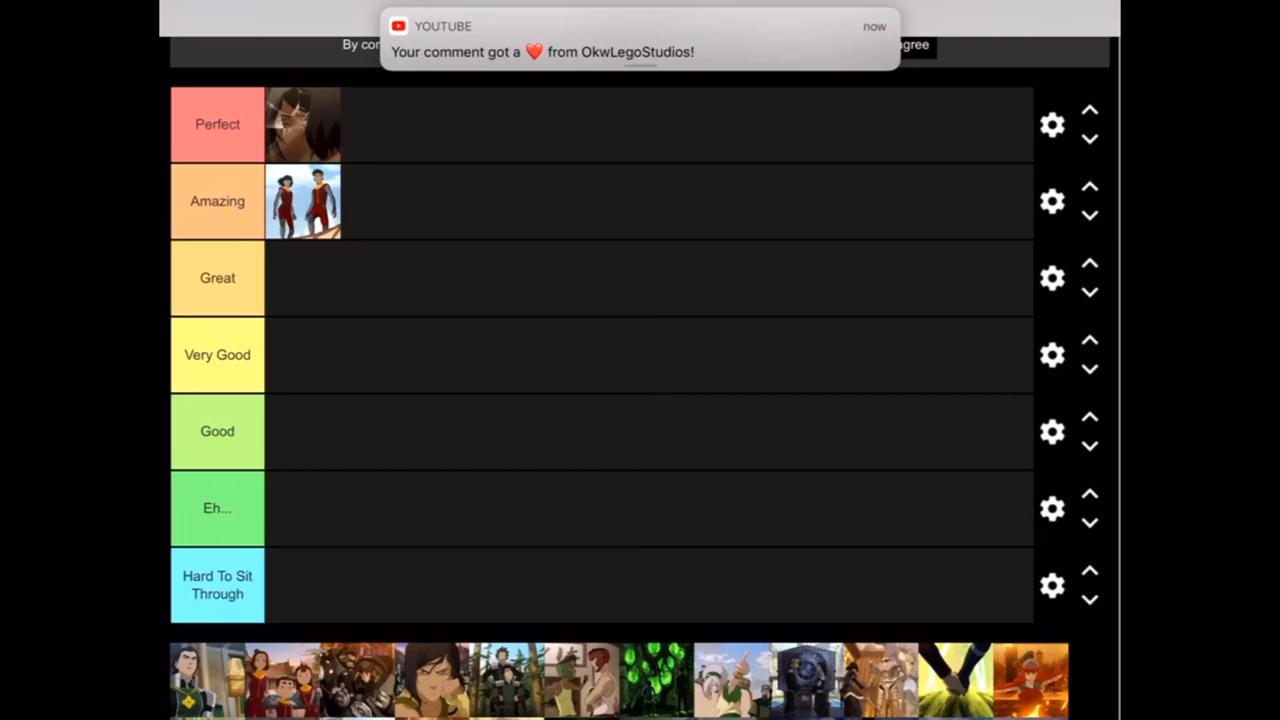 YOUTUBE
now
Your comment got a ❤️ from OkwLegoStudios!
By cor
agree
Perfect
Amazing
Great
Very Good
Good
Eh...
Hard To Sit
Through